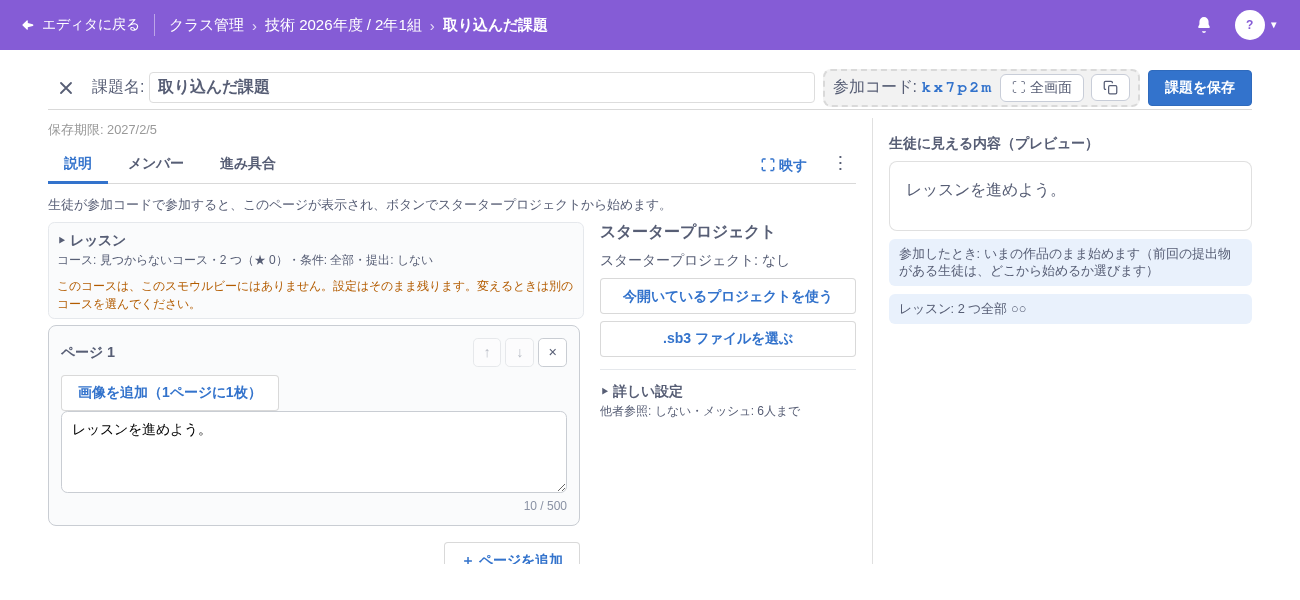 エディタに戻る
クラス管理 › 技術 2026年度 / 2年1組 › 取り込んだ課題
?
課題名: 取り込んだ課題
参加コード: kx7p2m
全画面
課題を保存
保存期限: 2027/2/5
説明
メンバー
進み具合
映す
生徒が参加コードで参加すると、このページが表示され、ボタンでスタータープロジェクトから始めます。
レッスン
コース: 見つからないコース・2 つ（★ 0）・条件: 全部・提出: しない
このコースは、このスモウルビーにはありません。設定はそのまま残ります。変えるときは別の
コースを選んでください。
ページ 1
↑ ↓ ×
画像を追加（1ページに1枚）
レッスンを進めよう。
10 / 500
＋ ページを追加
スタータープロジェクト
スタータープロジェクト: なし
今開いているプロジェクトを使う
.sb3 ファイルを選ぶ
詳しい設定
他者参照: しない・メッシュ: 6人まで
生徒に見える内容（プレビュー）
レッスンを進めよう。
参加したとき: いまの作品のまま始めます（前回の提出物
がある生徒は、どこから始めるか選びます）
レッスン: 2 つ全部 ○○